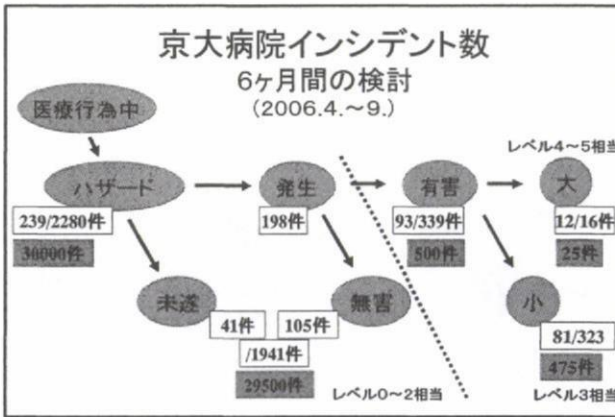 京大病院インシデント数
6ヶ月間の検討
(2006.4.～9.)
医療行為中
レベル4～5相当
ハザード
発生
有害
大
239/2280件
198件
93/339件
12/16件
30000件
500件
25件
未遂
無害
小
41件
105件
81/323
/1941件
475件
29500件
レベル0～2相当
レベル3相当